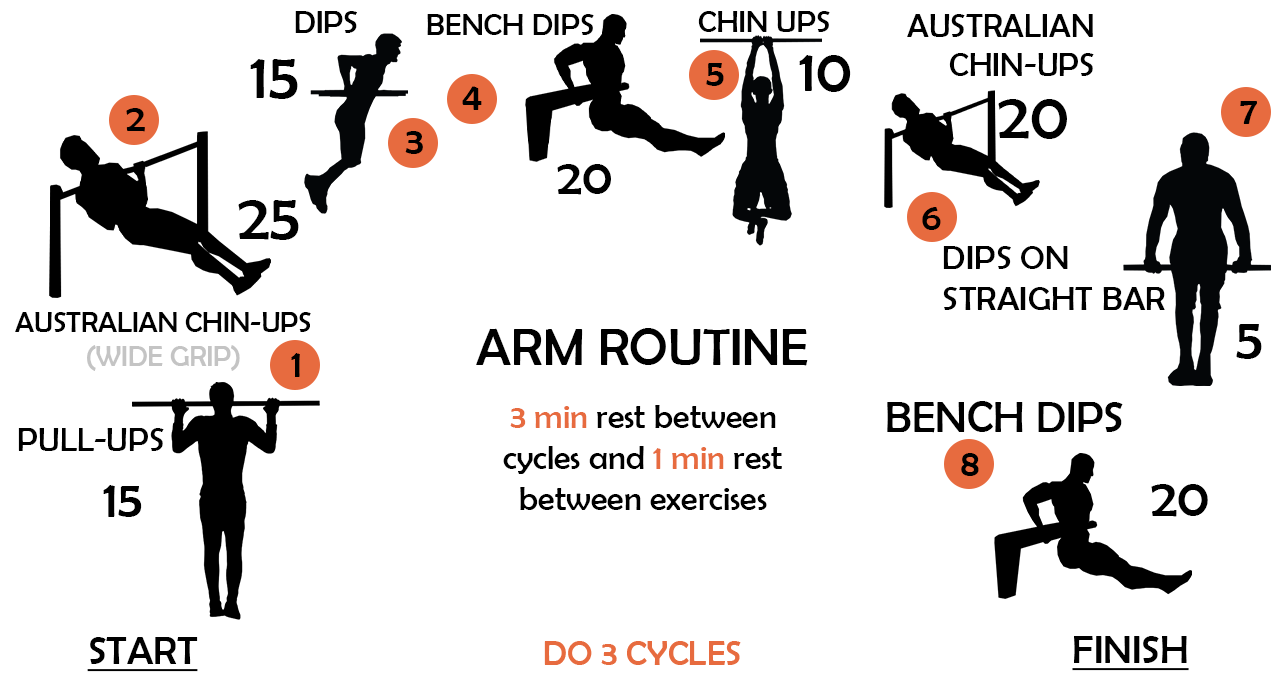 START
PULL-UPS
1
15
AUSTRALIAN CHIN-UPS
(WIDE GRIP)
2
25
DIPS
15
3
BENCH DIPS
4
20
CHIN UPS
5
10
AUSTRALIAN
CHIN-UPS
20
6
7
DIPS ON
STRAIGHT BAR
5
BENCH DIPS
8
20
FINISH
ARM ROUTINE
3 min rest between
cycles and 1 min rest
between exercises
DO 3 CYCLES